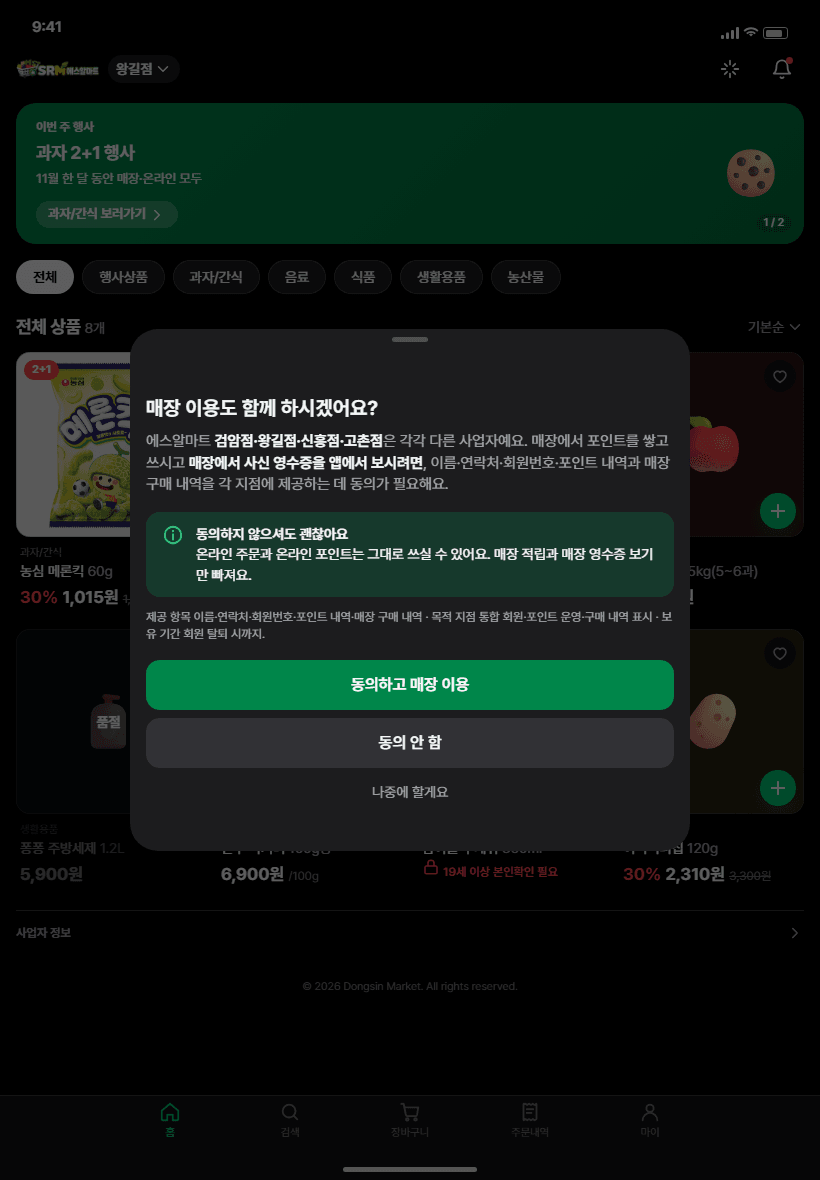 9:41
SRM에스알마트
왕길점
이번 주 행사
과자 2+1 행사
11월 한 달 동안 매장·온라인 모두
과자/간식 보러가기
1 / 2
전체
행사상품
과자/간식
음료
식품
생활용품
농산물
전체 상품 8개
기본순
2+1
농심
매장 이용도 함께 하시겠어요?
에스알마트 검암점·왕길점·신흥점·고촌점은 각각 다른 사업자예요. 매장에서 포인트를 쌓고
쓰시고 매장에서 사신 영수증을 앱에서 보시려면, 이름·연락처·회원번호·포인트 내역과 매장
구매 내역을 각 지점에 제공하는 데 동의가 필요해요.
동의하지 않으셔도 괜찮아요
온라인 주문과 온라인 포인트는 그대로 쓰실 수 있어요. 매장 적립과 매장 영수증 보기
만 빠져요.
과자/간식
농심 메론킥 60g
5kg(5~6과)
30% 1,015원
원
제공 항목 이름·연락처·회원번호·포인트 내역·매장 구매 내역 · 목적 지점 통합 회원·포인트 운영·구매 내역 표시 · 보
유 기간 회원 탈퇴 시까지.
동의하고 매장 이용
품절
동의 안 함
나중에 할게요
생활용품
퐁퐁 주방세제 1.2L
120g
5,900원
6,900원 /100g
19세 이상 본인확인 필요
30% 2,310원 3,300원
사업자 정보
© 2026 Dongsin Market. All rights reserved.
홈
검색
장바구니
주문내역
마이